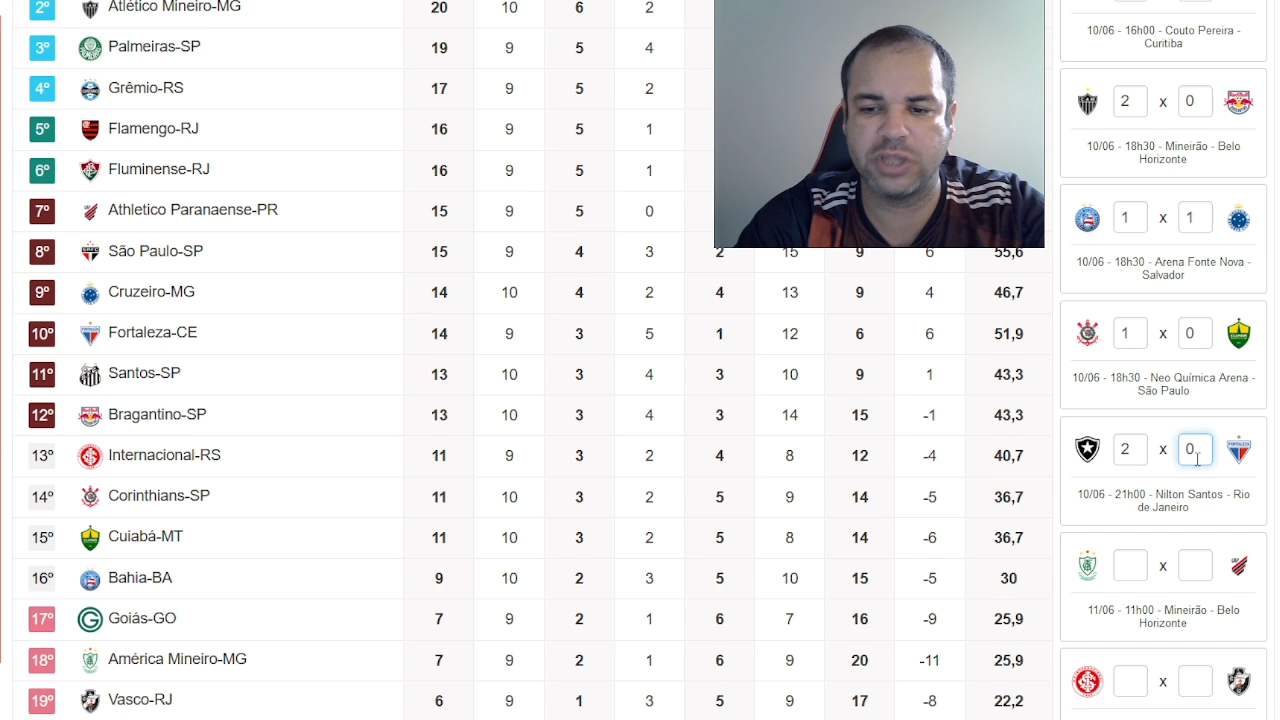 2º Atlético Mineiro-MG 20 10 6 2
3º Palmeiras-SP 19 9 5 4
4º Grêmio-RS 17 9 5 2
5º Flamengo-RJ 16 9 5 1
6º Fluminense-RJ 16 9 5 1
7º Athletico Paranaense-PR 15 9 5 0
8º São Paulo-SP 15 9 4 3 2 15 9 6 55,6
9º Cruzeiro-MG 14 10 4 2 4 13 9 4 46,7
10º Fortaleza-CE 14 9 3 5 1 12 6 6 51,9
11º Santos-SP 13 10 3 4 3 10 9 1 43,3
12º Bragantino-SP 13 10 3 4 3 14 15 -1 43,3
13º Internacional-RS 11 9 3 2 4 8 12 -4 40,7
14º Corinthians-SP 11 10 3 2 5 9 14 -5 36,7
15º Cuiabá-MT 11 10 3 2 5 8 14 -6 36,7
16º Bahia-BA 9 10 2 3 5 10 15 -5 30
17º Goiás-GO 7 9 2 1 6 7 16 -9 25,9
18º América Mineiro-MG 7 9 2 1 6 9 20 -11 25,9
19º Vasco-RJ 6 9 1 3 5 9 17 -8 22,2
10/06 - 16h00 - Couto Pereira -
Curitiba
2 x 0
10/06 - 18h30 - Mineirão - Belo
Horizonte
1 x 1
10/06 - 18h30 - Arena Fonte Nova -
Salvador
1 x 0
10/06 - 18h30 - Neo Química Arena -
São Paulo
2 x 0
10/06 - 21h00 - Nilton Santos - Rio
de Janeiro
x
11/06 - 11h00 - Mineirão - Belo
Horizonte
x